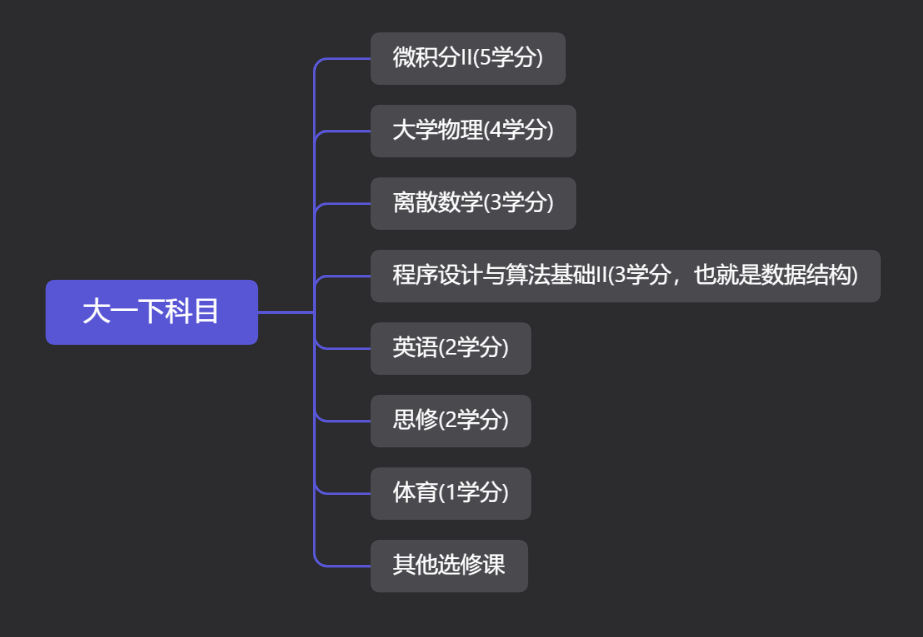 微积分II(5学分)
大学物理(4学分)
离散数学(3学分)
程序设计与算法基础II(3学分，也就是数据结构)
大一下科目
英语(2学分)
思修(2学分)
体育(1学分)
其他选修课